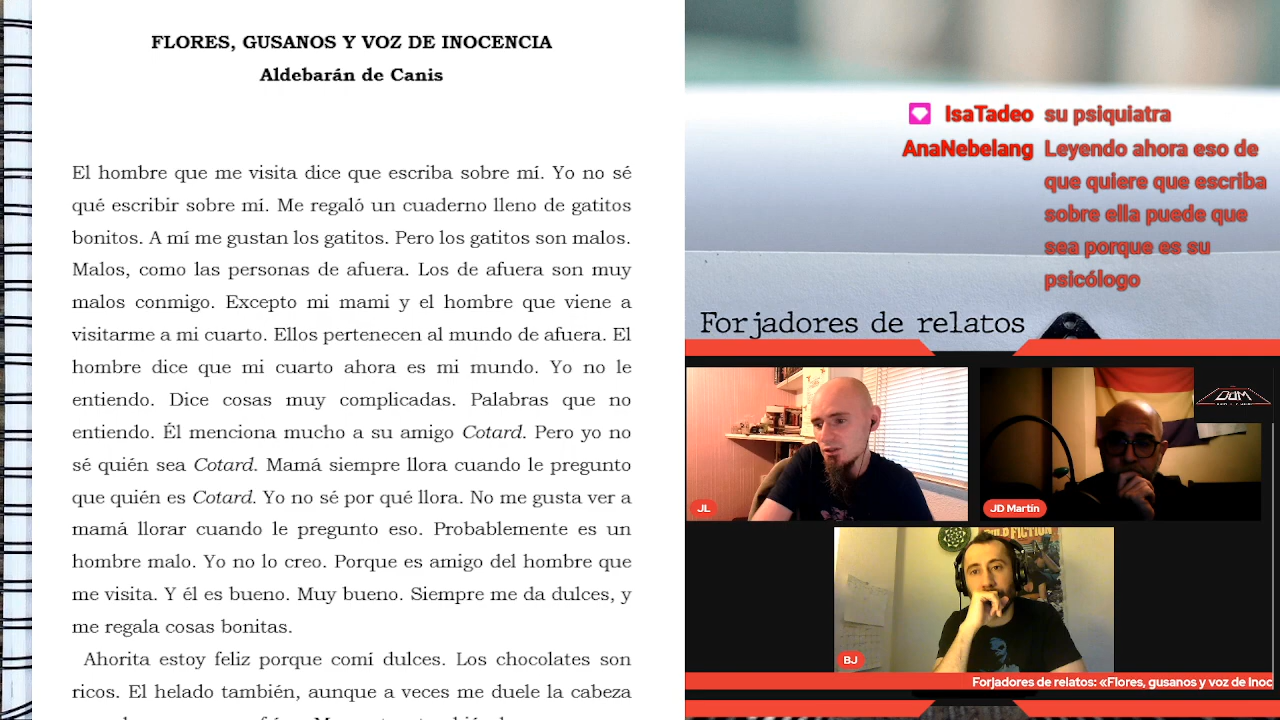 FLORES, GUSANOS Y VOZ DE INOCENCIA
Aldebarán de Canis
El hombre que me visita dice que escriba sobre mí. Yo no sé
qué escribir sobre mí. Me regaló un cuaderno lleno de gatitos
bonitos. A mí me gustan los gatitos. Pero los gatitos son malos.
Malos, como las personas de afuera. Los de afuera son muy
malos conmigo. Excepto mi mami y el hombre que viene a
visitarme a mi cuarto. Ellos pertenecen al mundo de afuera. El
hombre dice que mi cuarto ahora es mi mundo. Yo no le
entiendo. Dice cosas muy complicadas. Palabras que no
entiendo. Él menciona mucho a su amigo Cotard. Pero yo no
sé quién sea Cotard. Mamá siempre llora cuando le pregunto
que quién es Cotard. Yo no sé por qué llora. No me gusta ver a
mamá llorar cuando le pregunto eso. Probablemente es un
hombre malo. Yo no lo creo. Porque es amigo del hombre que
me visita. Y él es bueno. Muy bueno. Siempre me da dulces, y
me regala cosas bonitas.
Ahorita estoy feliz porque comí dulces. Los chocolates son
ricos. El helado también, aunque a veces me duele la cabeza
IsaTadeo su psiquiatra
AnaNebelang Leyendo ahora eso de
que quiere que escriba
sobre ella puede que
sea porque es su
psicólogo
Forjadores de relatos
JL
JD Martín
PULP FICTION
BJ
Forjadores de relatos: «Flores, gusanos y voz de Inoc